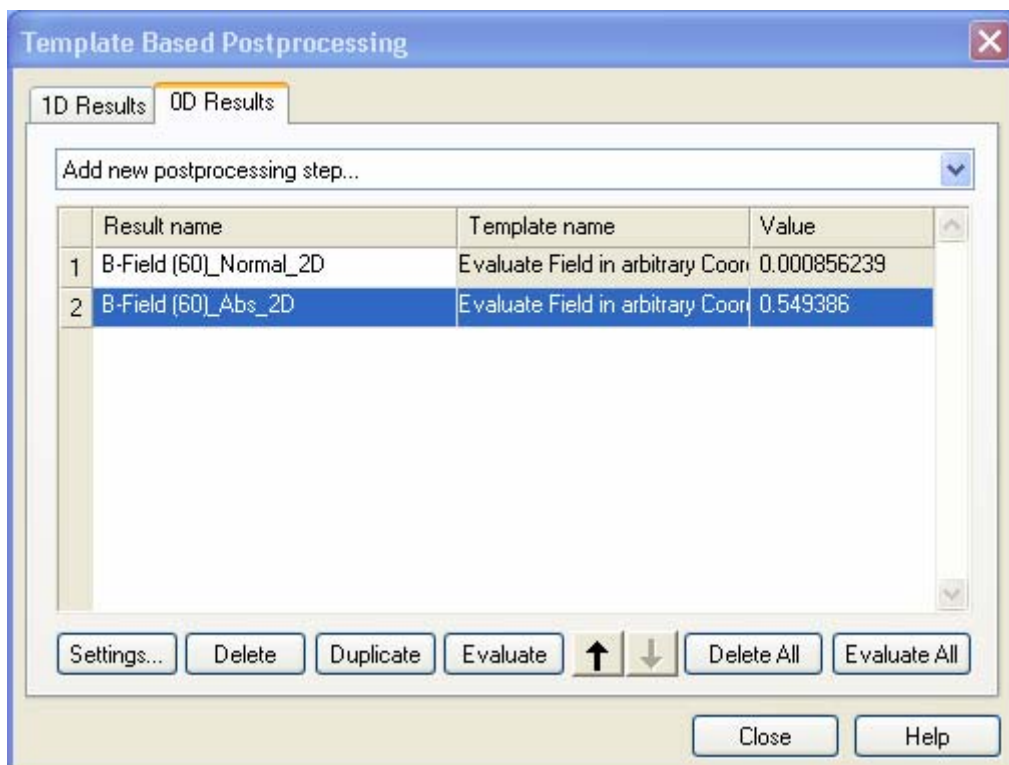 Template Based Postprocessing
1D Results 0D Results
Add new postprocessing step...
Result name Template name Value
1 B-Field (60)_Normal_2D Evaluate Field in arbitrary Coor 0.000856239
2 B-Field (60)_Abs_2D Evaluate Field in arbitrary Coor 0.549386
Settings... Delete Duplicate Evaluate Delete All Evaluate All
Close Help